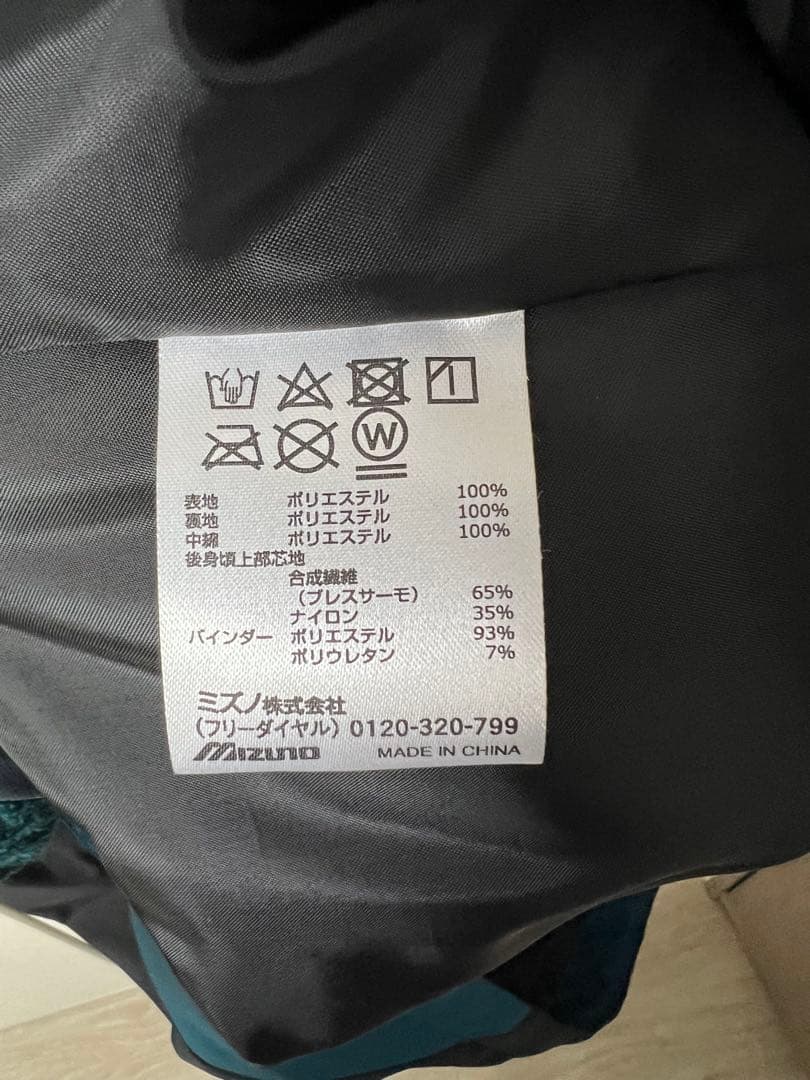 W
表地 ポリエステル 100%
裏地 ポリエステル 100%
中綿 ポリエステル 100%
後身頃上部芯地
合成繊維
(ブレスサーモ) 65%
ナイロン 35%
バインダー ポリエステル 93%
ポリウレタン 7%
ミズノ株式会社
(フリーダイヤル) 0120-320-799
Mizuno MADE IN CHINA